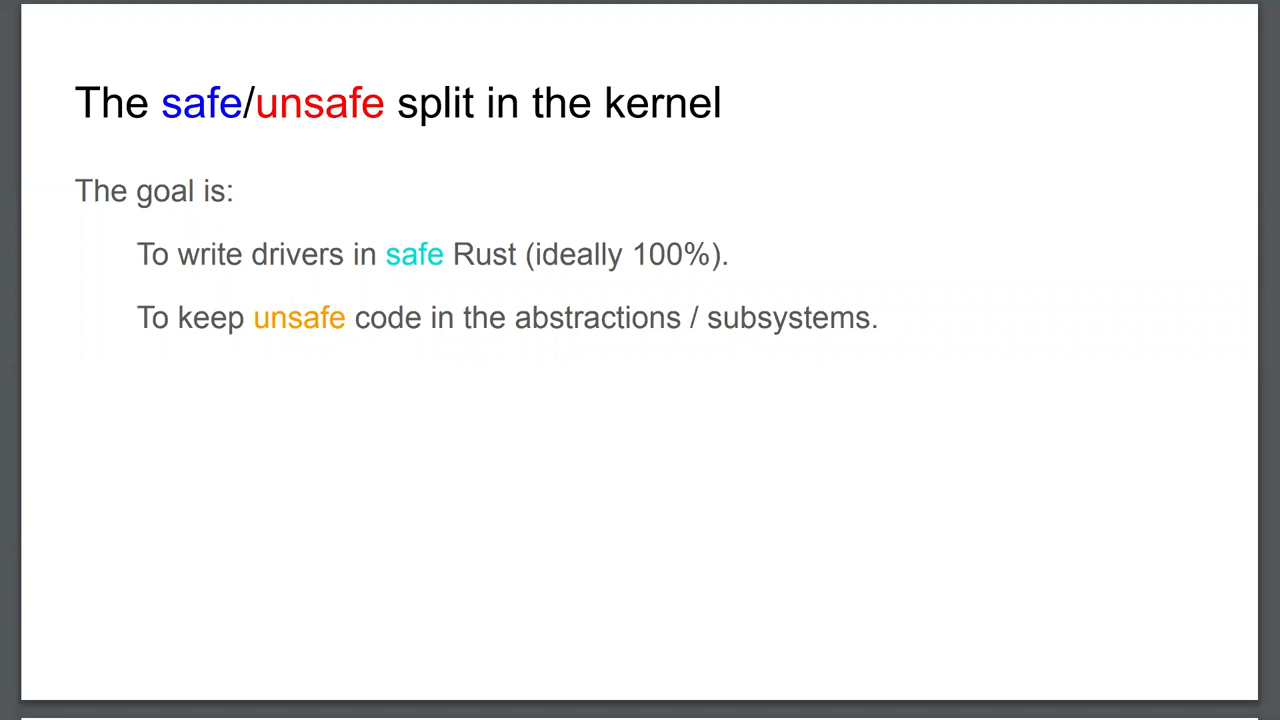 The safe/unsafe split in the kernel
The goal is:
To write drivers in safe Rust (ideally 100%).
To keep unsafe code in the abstractions / subsystems.